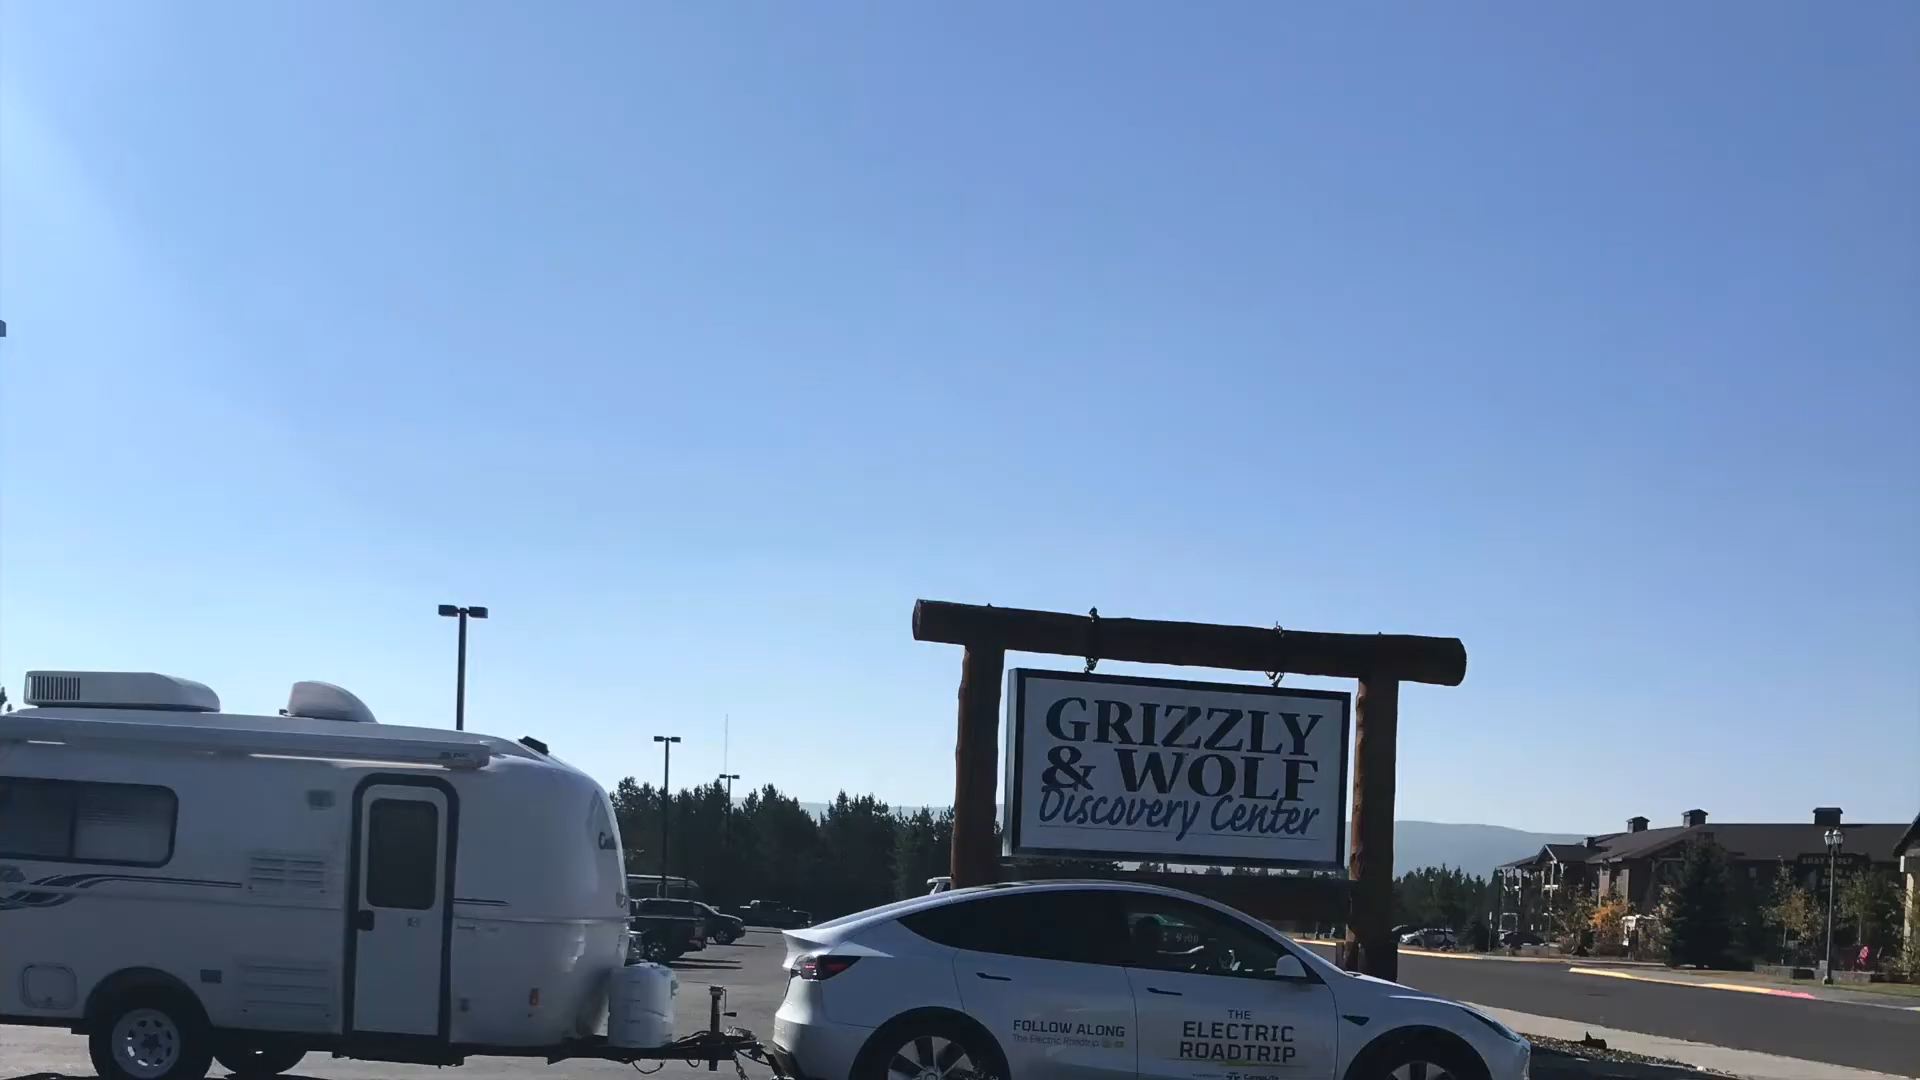 GRIZZLY
& WOLF
Discovery Center
FOLLOW ALONG
The Electric Roadtrip
THE
ELECTRIC
ROADTRIP